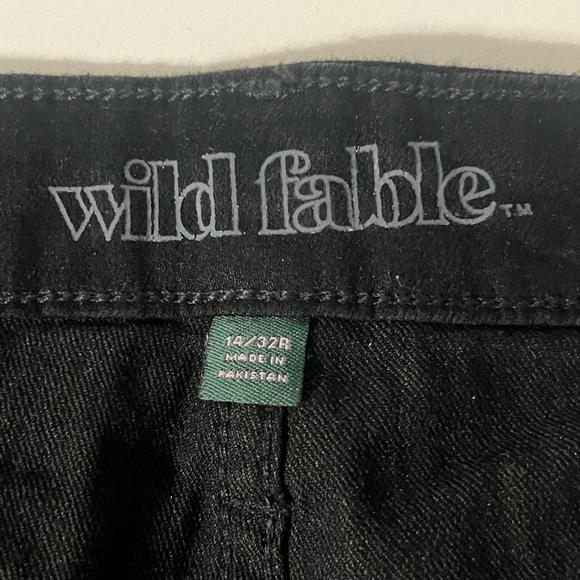 wild fable™
14/32R
MADE IN
PAKISTAN